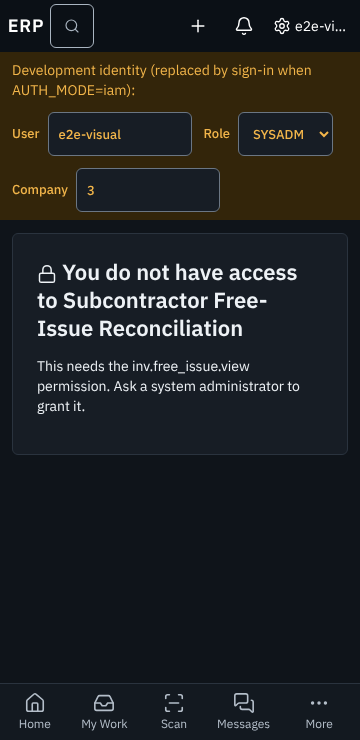 ERP
e2e-vi...
Development identity (replaced by sign-in when
AUTH_MODE=iam):
User e2e-visual Role SYSADM
Company 3
You do not have access
to Subcontractor Free-
Issue Reconciliation
This needs the inv.free_issue.view
permission. Ask a system administrator to
grant it.
Home My Work Scan Messages More